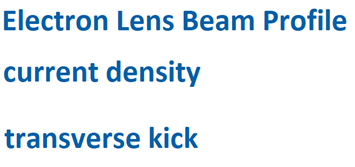 Electron Lens Beam Profile
current density
transverse kick